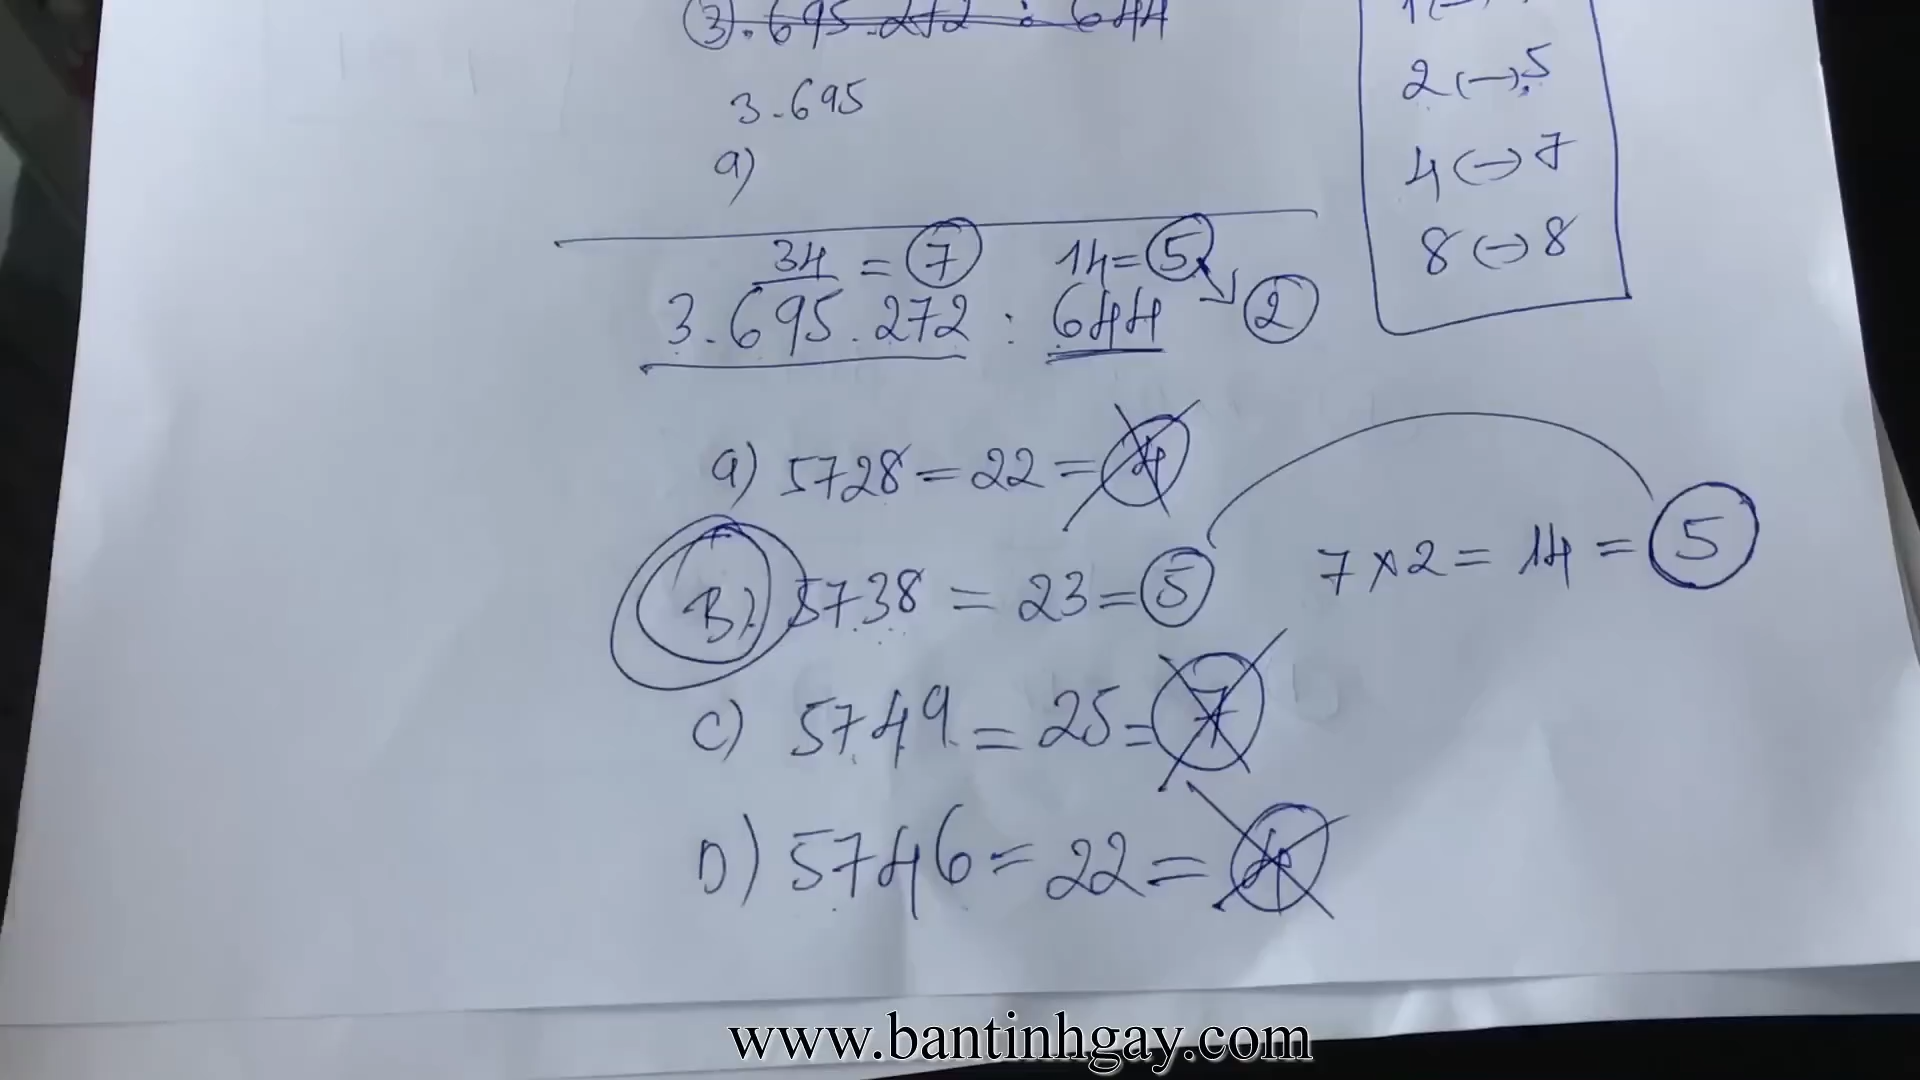 3.695.272 : 644
3.695
a)
2 ↔ 5
4 ↔ 7
8 ↔ 8
34 = 7 14 = 5 → 2
3.695.272 : 644
a) 5728 = 22 = 4
B) 5738 = 23 = 5
7 x 2 = 14 = 5
C) 5749 = 25 = 7
D) 5746 = 22 = 4
www.bantinhgay.com